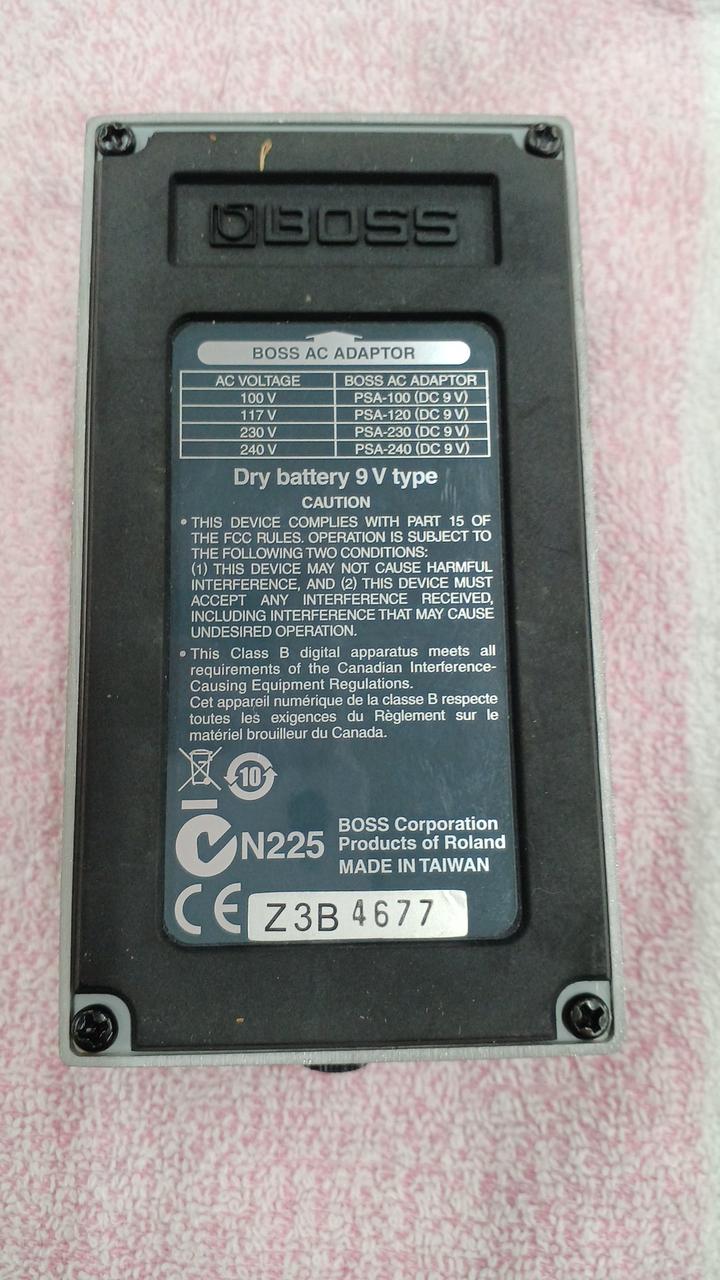 BOSS
BOSS AC ADAPTOR
AC VOLTAGE BOSS AC ADAPTOR
100 V PSA-100 (DC 9 V)
117 V PSA-120 (DC 9 V)
230 V PSA-230 (DC 9 V)
240 V PSA-240 (DC 9 V)
Dry battery 9 V type
CAUTION
• THIS DEVICE COMPLIES WITH PART 15 OF
THE FCC RULES. OPERATION IS SUBJECT TO
THE FOLLOWING TWO CONDITIONS:
(1) THIS DEVICE MAY NOT CAUSE HARMFUL
INTERFERENCE, AND (2) THIS DEVICE MUST
ACCEPT ANY INTERFERENCE RECEIVED,
INCLUDING INTERFERENCE THAT MAY CAUSE
UNDESIRED OPERATION.
• This Class B digital apparatus meets all
requirements of the Canadian Interference-
Causing Equipment Regulations.
Cet appareil numérique de la classe B respecte
toutes les exigences du Règlement sur le
matériel brouilleur du Canada.
10
N225
BOSS Corporation
Products of Roland
MADE IN TAIWAN
CE
Z3B 4677